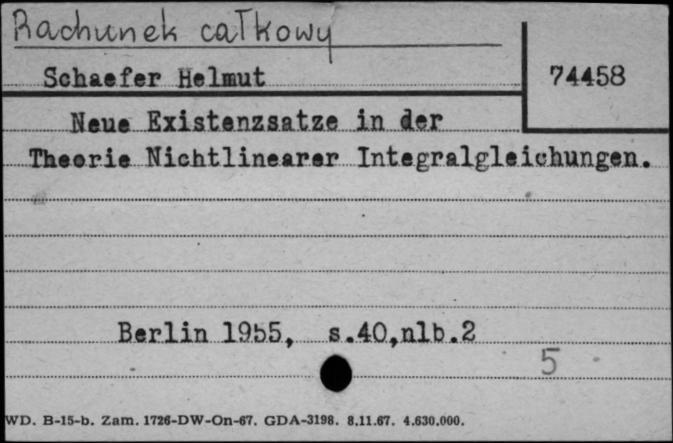 Rachunek całkowy
Schaefer Helmut
74458
Neue Existenzsatze in der
Theorie Nichtlinearer Integralgleichungen.
Berlin 1955, s.40,nlb.2
5
WD. B-15-b. Zam. 1726-DW-On-67. GDA-3198. 8.11.67. 4.630.000.